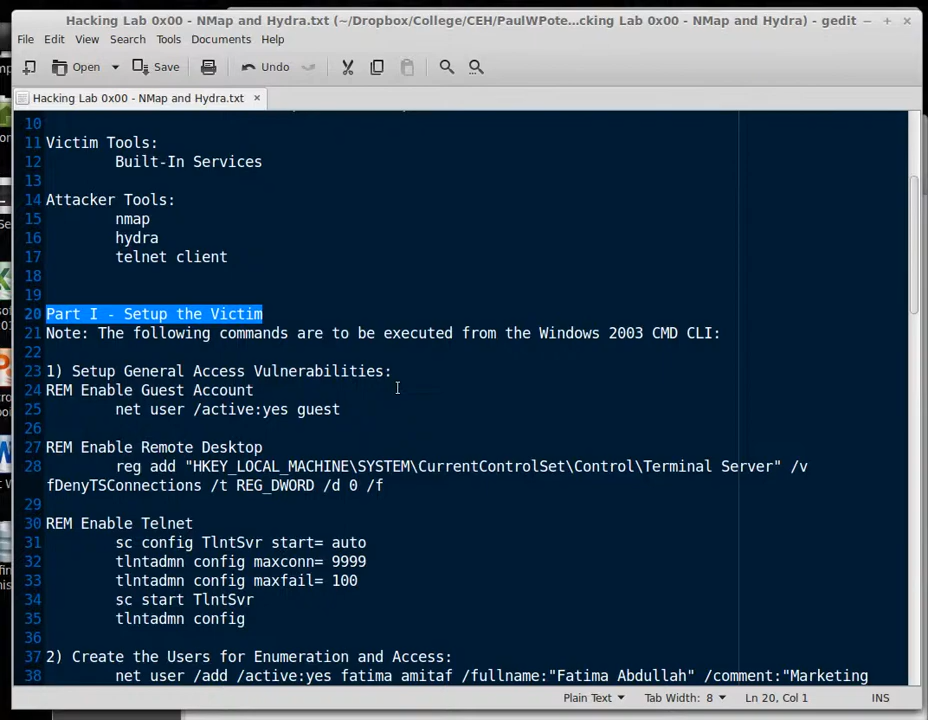 Hacking Lab 0x00 - NMap and Hydra.txt (~/Dropbox/College/CEH/PaulWPote…cking Lab 0x00 - NMap and Hydra) - gedit
File Edit View Search Tools Documents Help
Open Save Undo
Hacking Lab 0x00 - NMap and Hydra.txt
10
11 Victim Tools:
12 Built-In Services
13
14 Attacker Tools:
15 nmap
16 hydra
17 telnet client
18
19
20 Part I - Setup the Victim
21 Note: The following commands are to be executed from the Windows 2003 CMD CLI:
22
23 1) Setup General Access Vulnerabilities:
24 REM Enable Guest Account
25 net user /active:yes guest
26
27 REM Enable Remote Desktop
28 reg add "HKEY_LOCAL_MACHINE\SYSTEM\CurrentControlSet\Control\Terminal Server" /v
fDenyTSConnections /t REG_DWORD /d 0 /f
29
30 REM Enable Telnet
31 sc config TlntSvr start= auto
32 tlntadmn config maxconn= 9999
33 tlntadmn config maxfail= 100
34 sc start TlntSvr
35 tlntadmn config
36
37 2) Create the Users for Enumeration and Access:
38 net user /add /active:yes fatima amitaf /fullname:"Fatima Abdullah" /comment:"Marketing
Plain Text Tab Width: 8 Ln 20, Col 1 INS